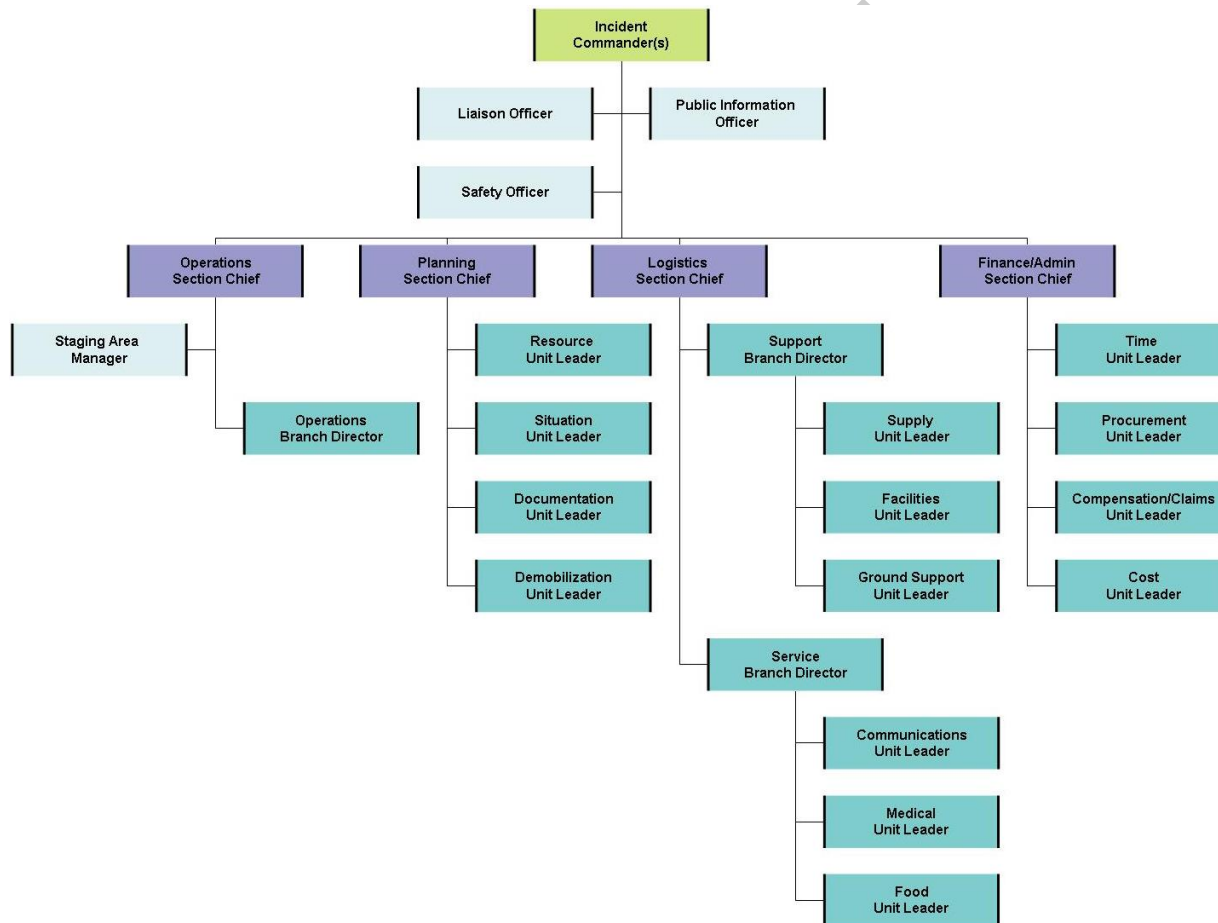 Incident
Commander(s)
Liaison Officer
Public Information
Officer
Safety Officer
Operations
Section Chief
Planning
Section Chief
Logistics
Section Chief
Finance/Admin
Section Chief
Staging Area
Manager
Resource
Unit Leader
Support
Branch Director
Time
Unit Leader
Operations
Branch Director
Situation
Unit Leader
Supply
Unit Leader
Procurement
Unit Leader
Documentation
Unit Leader
Facilities
Unit Leader
Compensation/Claims
Unit Leader
Demobilization
Unit Leader
Ground Support
Unit Leader
Cost
Unit Leader
Service
Branch Director
Communications
Unit Leader
Medical
Unit Leader
Food
Unit Leader